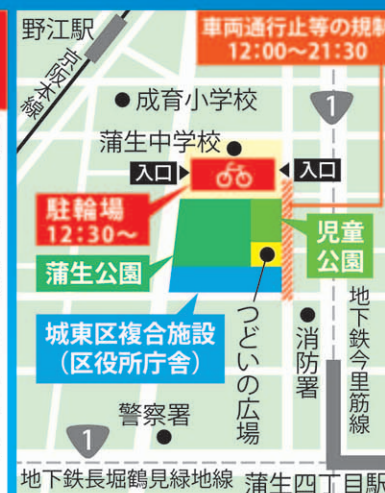 野江駅
京阪本線
車両通行止等の規制
12:00〜21:30
1
成育小学校
蒲生中学校
入口
入口
駐輪場
12:30〜
蒲生公園
児童
公園
城東区複合施設
（区役所庁舎）
つどいの広場
消防署
地下鉄今里筋線
警察署
1
地下鉄長堀鶴見緑地線
蒲生四丁目駅